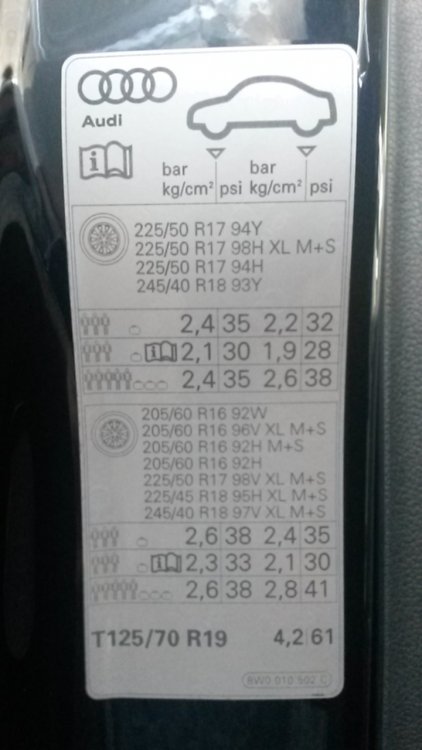 Audi
bar bar
kg/cm² psi kg/cm² psi
225/50 R17 94Y
225/50 R17 98H XL M+S
225/50 R17 94H
245/40 R18 93Y
2,4 35 2,2 32
2,1 30 1,9 28
2,4 35 2,6 38
205/60 R16 92W
205/60 R16 96V XL M+S
205/60 R16 92H M+S
205/60 R16 92H
225/50 R17 98V XL M+S
225/45 R18 95H XL M+S
245/40 R18 97V XL M+S
2,6 38 2,4 35
2,3 33 2,1 30
2,6 38 2,8 41
T125/70 R19 4,2 61
8W0 010 502 C